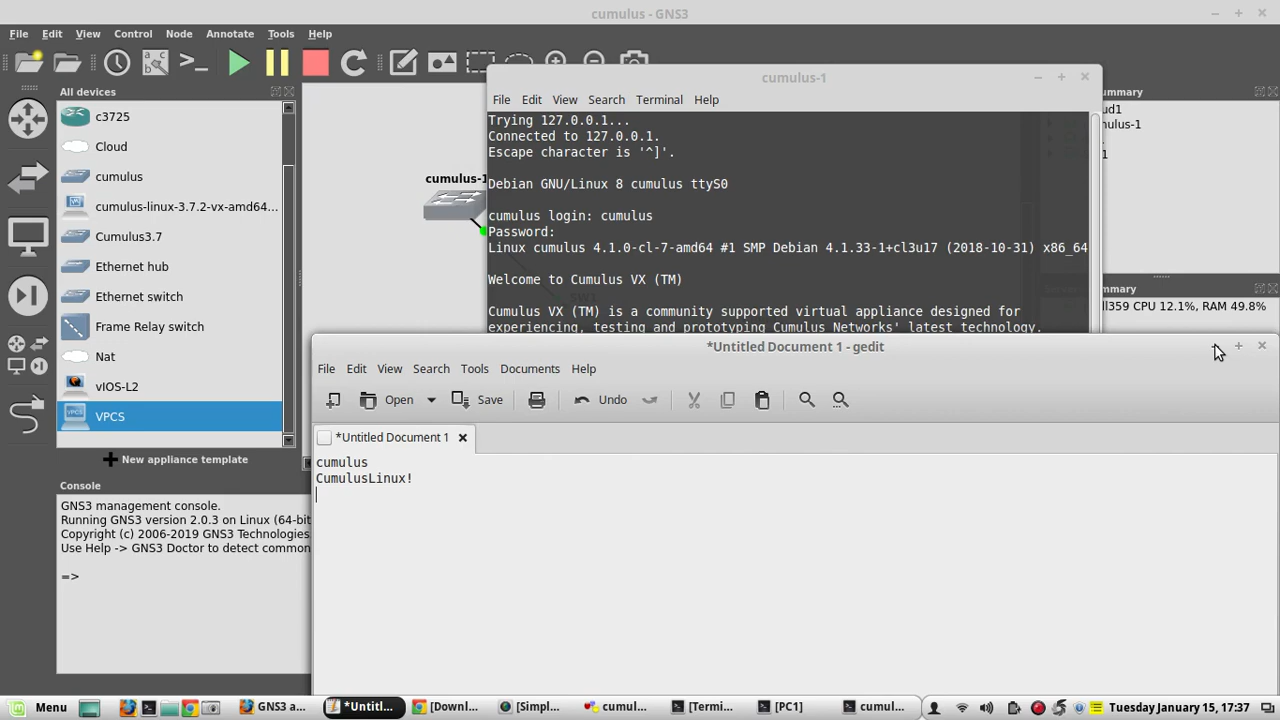 cumulus - GNS3
File Edit View Control Node Annotate Tools Help
All devices
c3725
Cloud
cumulus
cumulus-linux-3.7.2-vx-amd64...
Cumulus3.7
Ethernet hub
Ethernet switch
Frame Relay switch
Nat
vIOS-L2
VPCS
New appliance template
Console
GNS3 management console.
Running GNS3 version 2.0.3 on Linux (64-bit
Copyright (c) 2006-2019 GNS3 Technologies
Use Help -> GNS3 Doctor to detect common
=>
cumulus-1
cumulus-1
File Edit View Search Terminal Help
Trying 127.0.0.1...
Connected to 127.0.0.1.
Escape character is '^]'.
Debian GNU/Linux 8 cumulus ttyS0
cumulus login: cumulus
Password:
Linux cumulus 4.1.0-cl-7-amd64 #1 SMP Debian 4.1.33-1+cl3u17 (2018-10-31) x86_64
Welcome to Cumulus VX (TM)
Cumulus VX (TM) is a community supported virtual appliance designed for
experiencing, testing and prototyping Cumulus Networks' latest technology.
ummary
ud1
mulus-1
1
mmary
ll359 CPU 12.1%, RAM 49.8%
*Untitled Document 1 - gedit
File Edit View Search Tools Documents Help
Open Save Undo
*Untitled Document 1
cumulus
CumulusLinux!
Menu GNS3 a... *Untitl... [Downl... [Simpl... cumul... [Termi... [PC1] cumul... Tuesday January 15, 17:37